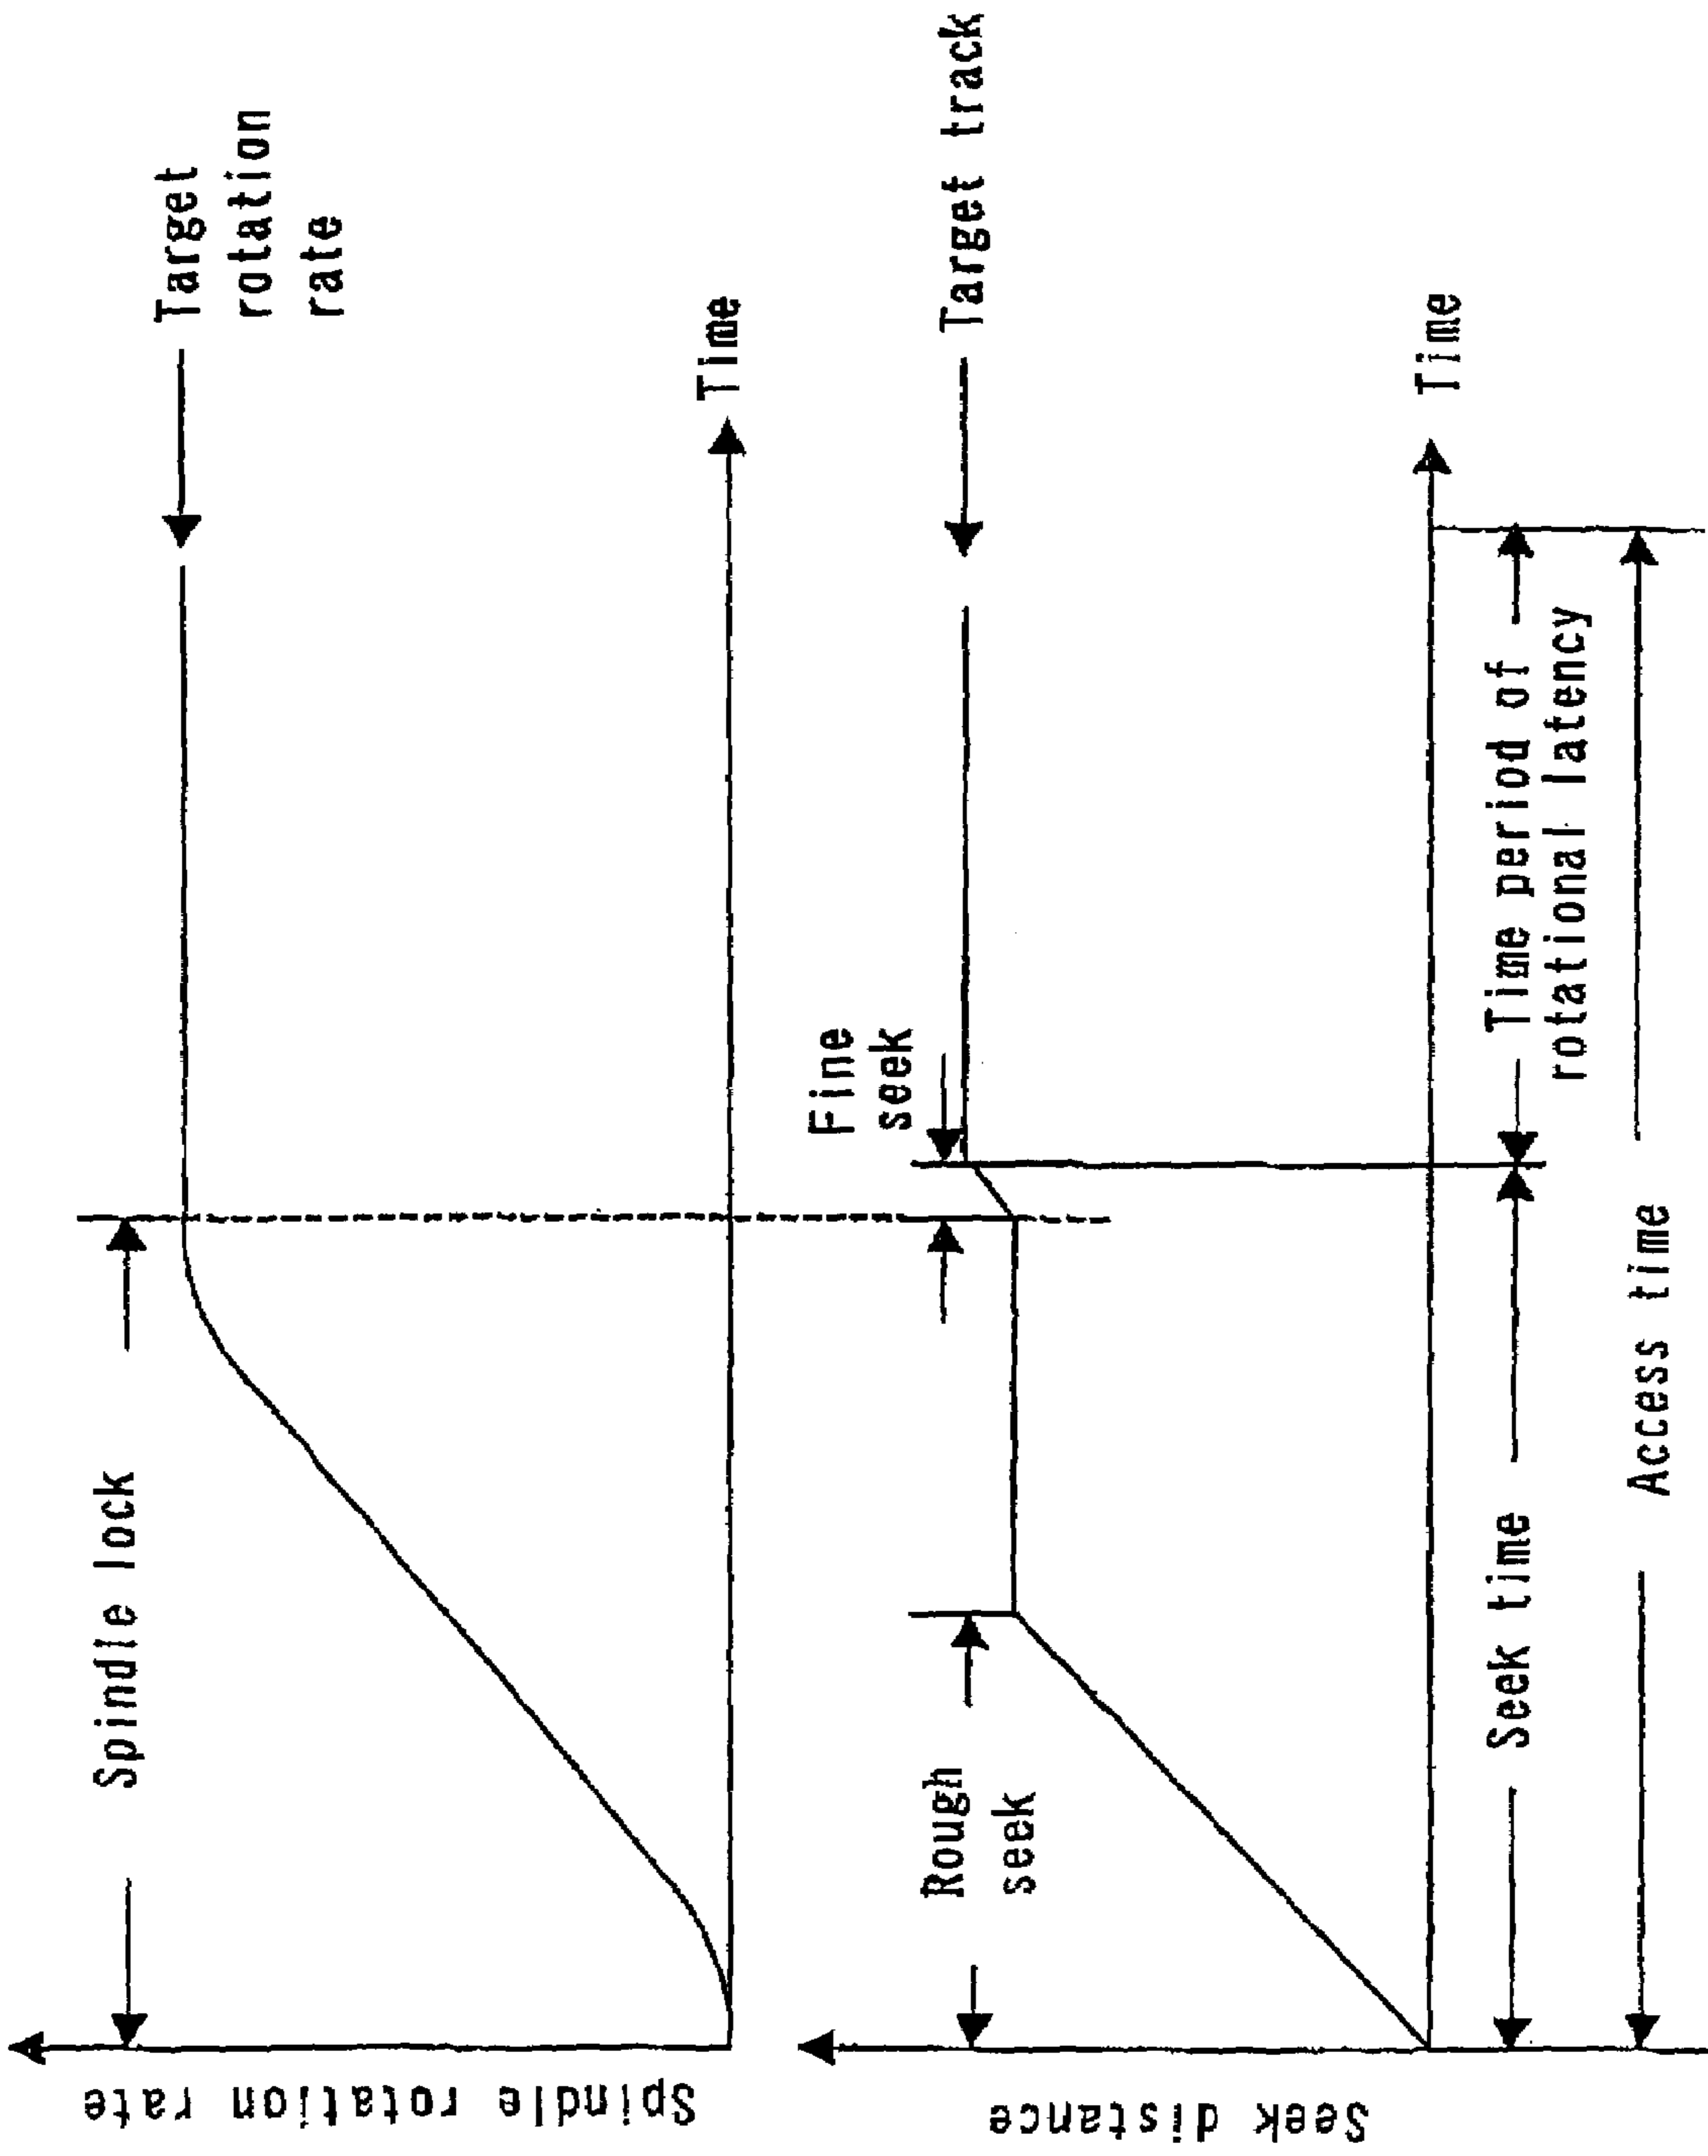 Spindle rotation rate
Spindle lock
Target
rotation
rate
Time
Seek distance
Rough
seek
Fine
seek
Target track
Time
Seek time
Time period of
rotational latency
Access time